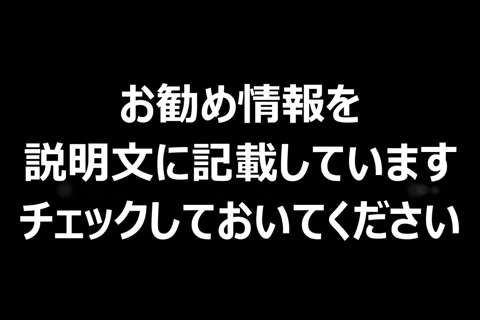 お勧め情報を
説明文に記載しています
チェックしておいてください